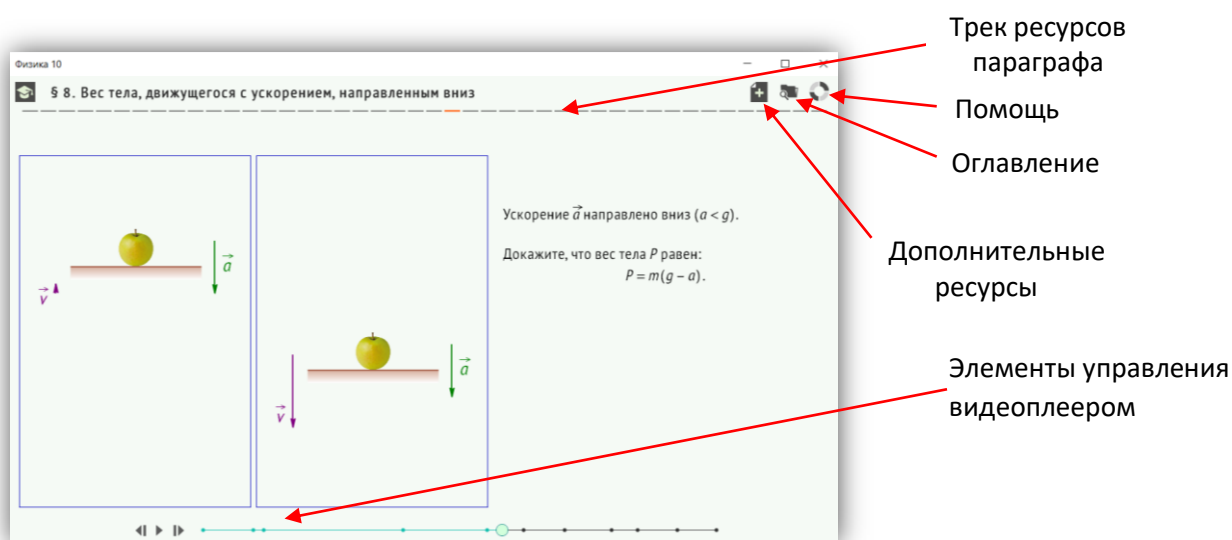 Трек ресурсов
параграфа
Физика 10
§ 8. Вес тела, движущегося с ускорением, направленным вниз
Помощь
Оглавление
Ускорение a⃗ направлено вниз (a < g).
Докажите, что вес тела P равен:
P = m(g – a).
a⃗
v⃗
Дополнительные
ресурсы
a⃗
v⃗
Элементы управления
видеоплеером